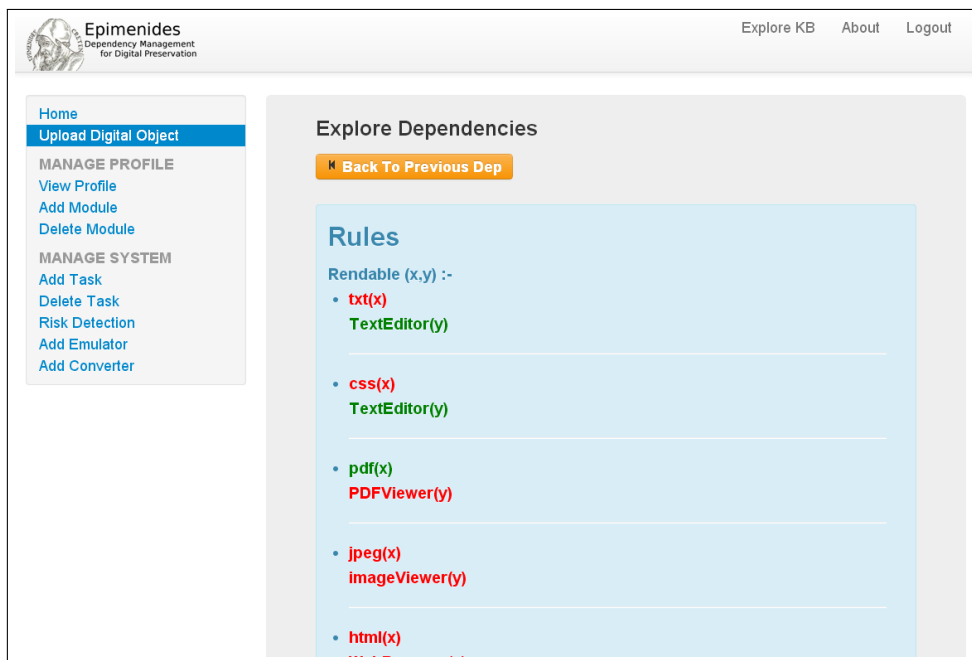 Epimenides
Dependency Management
for Digital Preservation
Explore KB About Logout
Home
Upload Digital Object
MANAGE PROFILE
View Profile
Add Module
Delete Module
MANAGE SYSTEM
Add Task
Delete Task
Risk Detection
Add Emulator
Add Converter
Explore Dependencies
Back To Previous Dep
Rules
Rendable (x,y) :-
• txt(x)
TextEditor(y)
• css(x)
TextEditor(y)
• pdf(x)
PDFViewer(y)
• jpeg(x)
imageViewer(y)
• html(x)